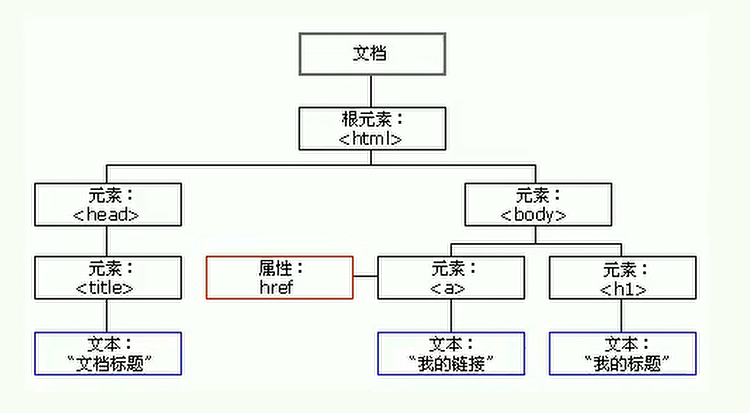 文档
根元素：
<html>
元素：
<head>
元素：
<body>
元素：
<title>
属性：
href
元素：
<a>
元素：
<h1>
文本：
“文档标题”
文本：
“我的链接”
文本：
“我的标题”